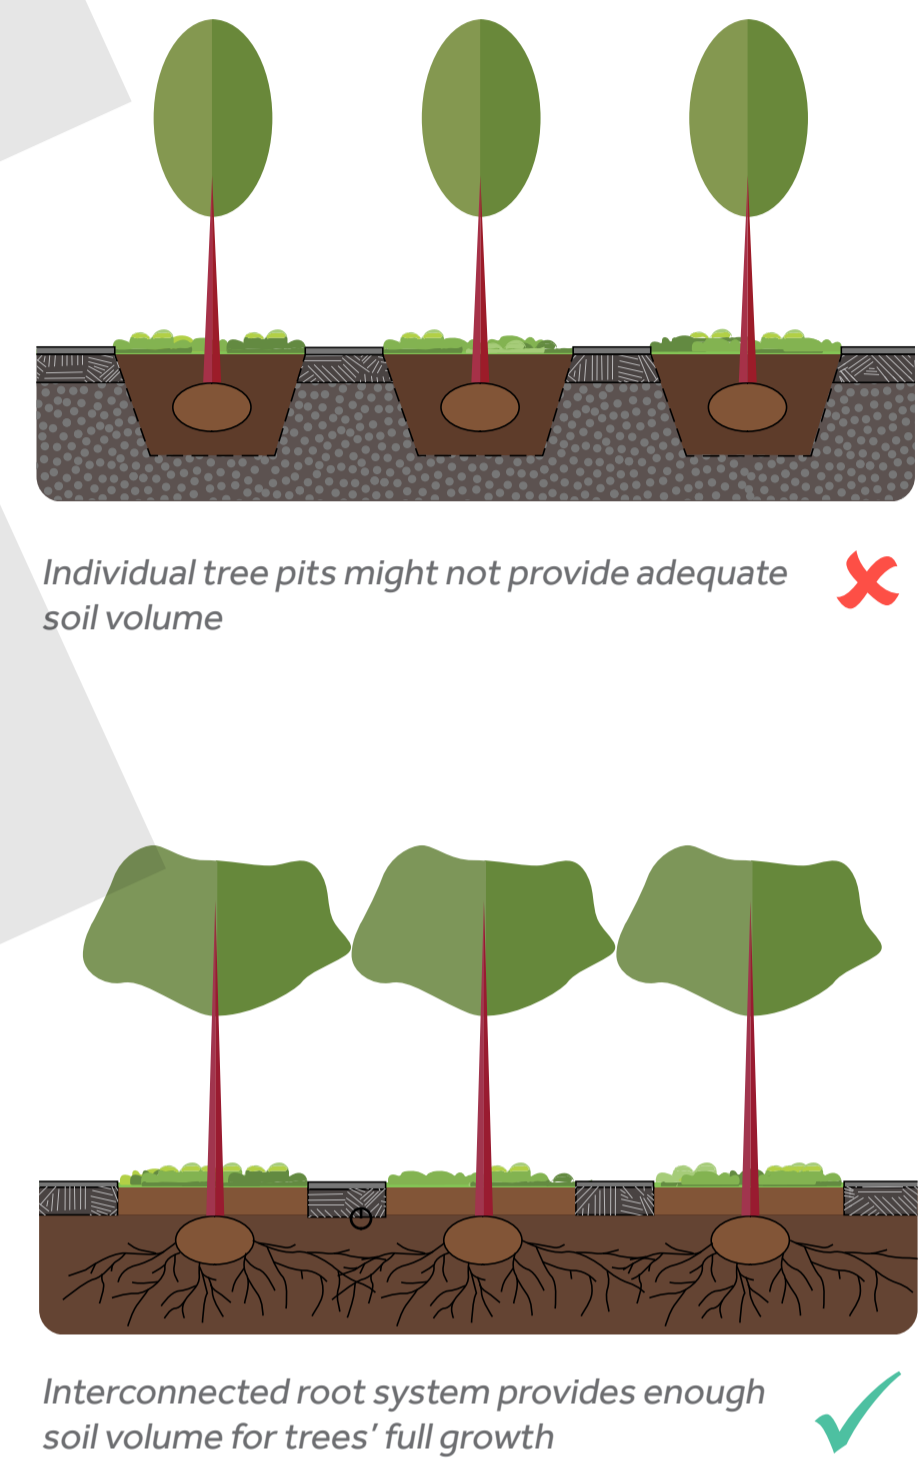 Individual tree pits might not provide adequate
soil volume
Interconnected root system provides enough
soil volume for trees’ full growth